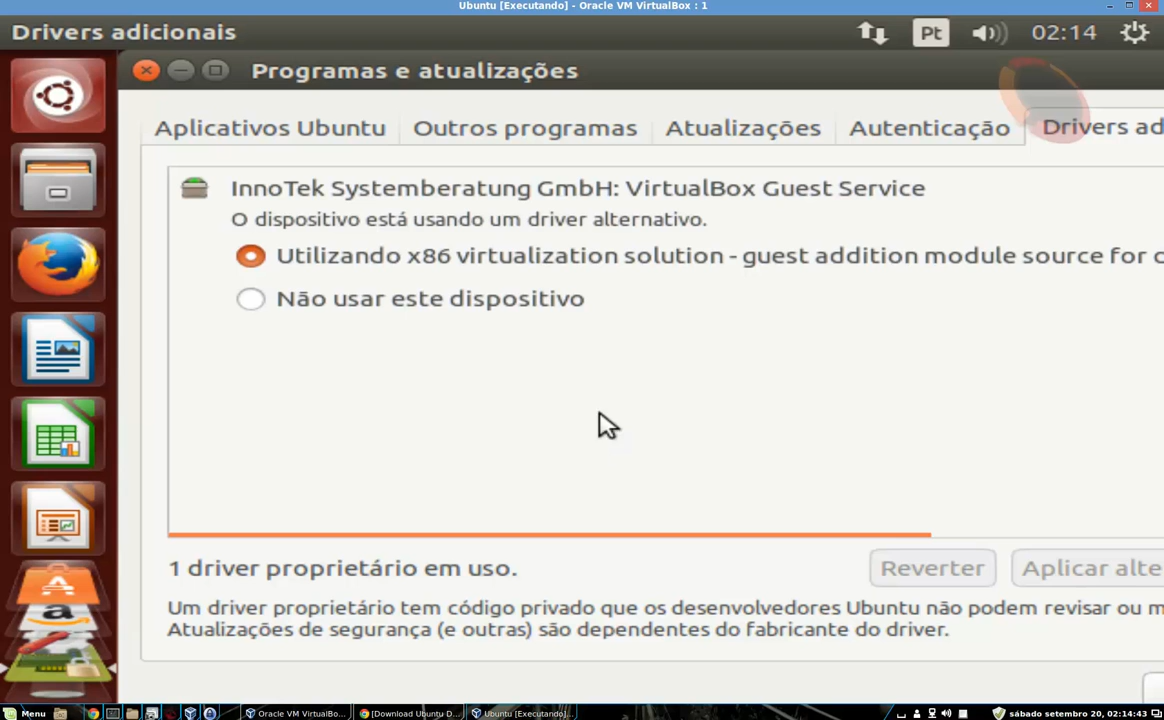 Ubuntu [Executando] - Oracle VM VirtualBox : 1
Drivers adicionais
Pt
02:14
Programas e atualizações
Aplicativos Ubuntu
Outros programas
Atualizações
Autenticação
Drivers ad
InnoTek Systemberatung GmbH: VirtualBox Guest Service
O dispositivo está usando um driver alternativo.
Utilizando x86 virtualization solution - guest addition module source for
Não usar este dispositivo
1 driver proprietário em uso.
Reverter
Aplicar alte
Um driver proprietário tem código privado que os desenvolvedores Ubuntu não podem revisar ou m
Atualizações de segurança (e outras) são dependentes do fabricante do driver.
Menu
Oracle VM VirtualBo...
[Download Ubuntu D...
Ubuntu [Executando]...
sábado setembro 20, 02:14:43